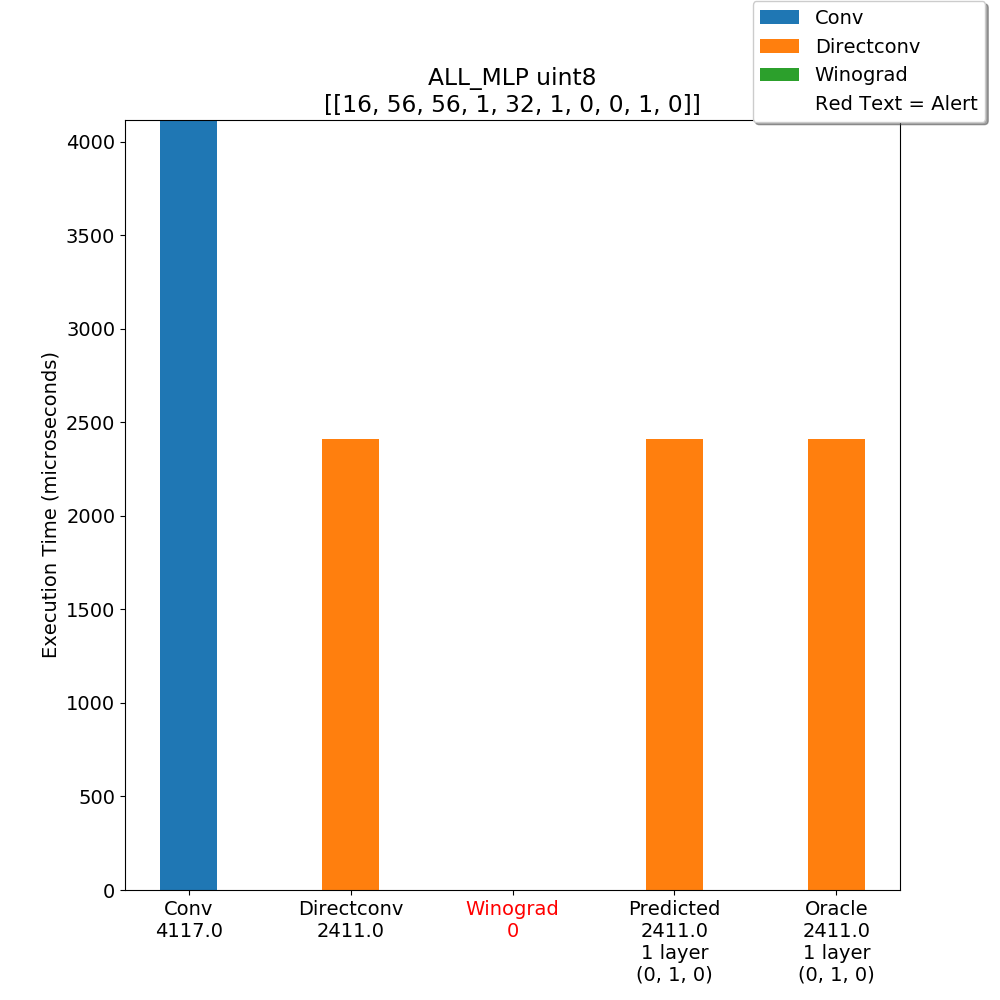 Conv
Directconv
Winograd
Red Text = Alert
ALL_MLP uint8
[[16, 56, 56, 1, 32, 1, 0, 0, 1, 0]]
Execution Time (microseconds)
4000
3500
3000
2500
2000
1500
1000
500
0
Conv
4117.0
Directconv
2411.0
Winograd
0
Predicted
2411.0
1 layer
(0, 1, 0)
Oracle
2411.0
1 layer
(0, 1, 0)